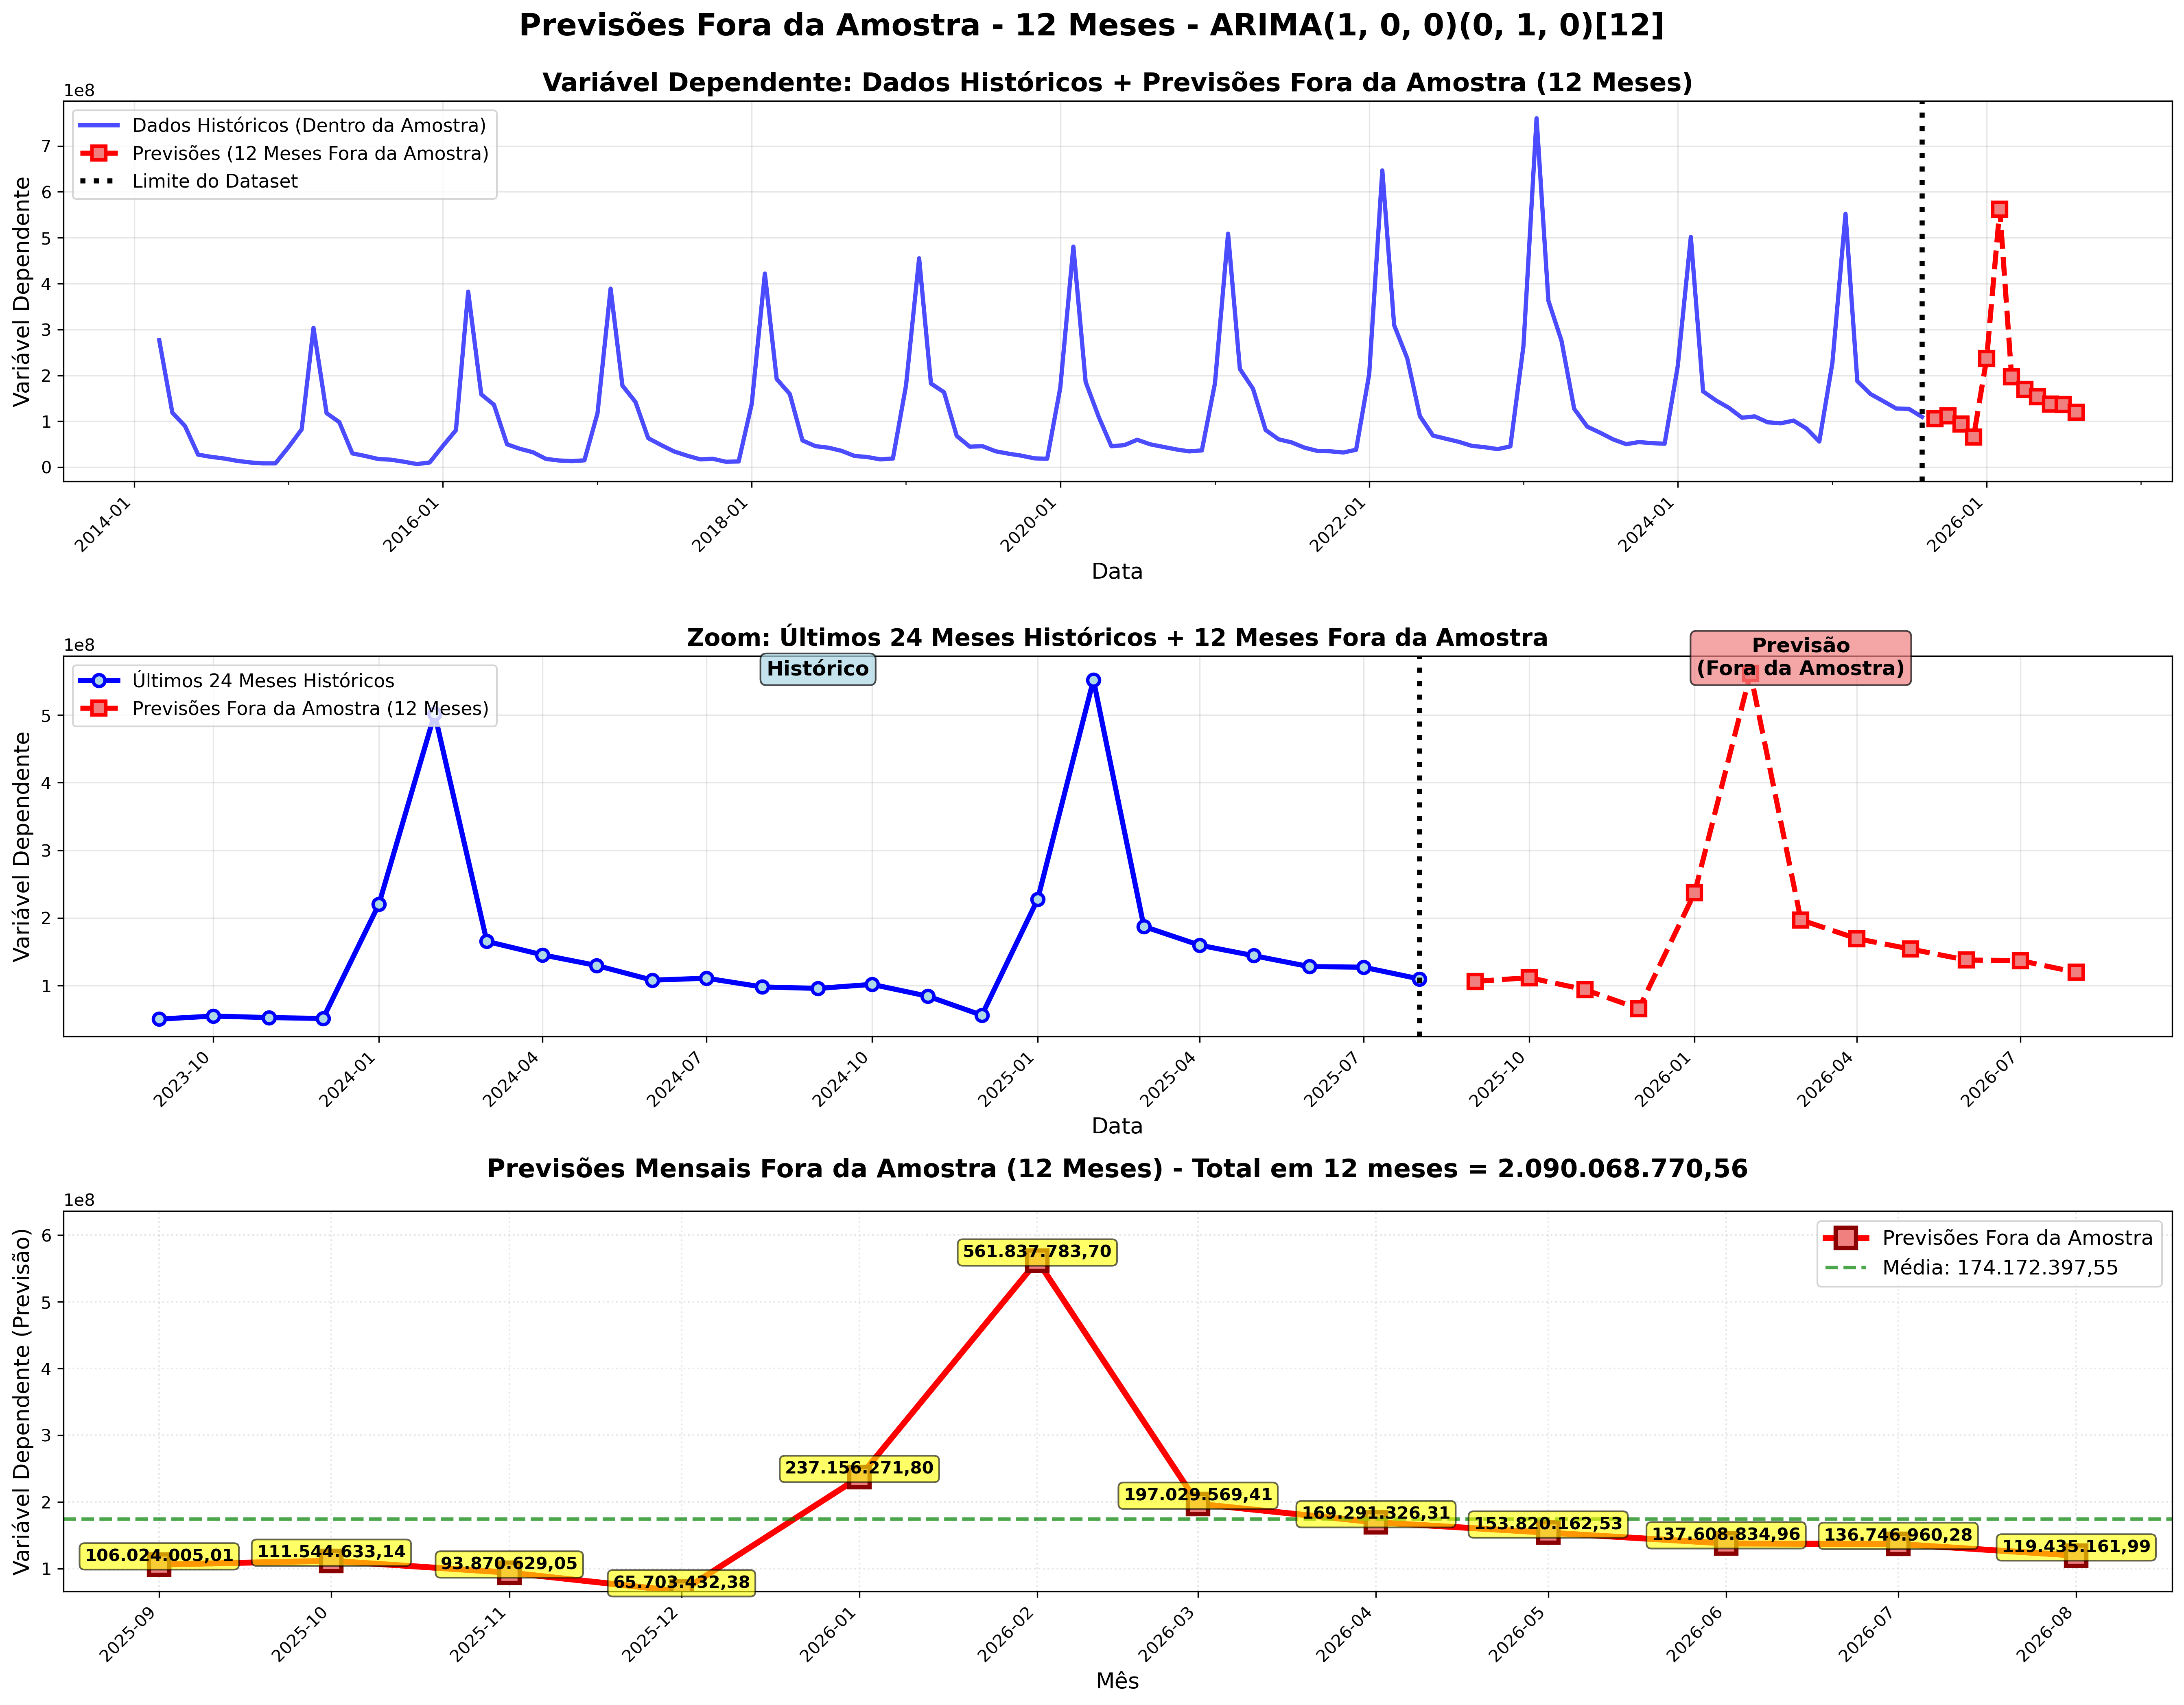 Previsões Fora da Amostra - 12 Meses - ARIMA(1, 0, 0)(0, 1, 0)[12]
Variável Dependente: Dados Históricos + Previsões Fora da Amostra (12 Meses)
1e8
Dados Históricos (Dentro da Amostra)
Previsões (12 Meses Fora da Amostra)
Limite do Dataset
Variável Dependente
7
6
5
4
3
2
1
0
2014-01
2016-01
2018-01
2020-01
2022-01
2024-01
2026-01
Data
Zoom: Últimos 24 Meses Históricos + 12 Meses Fora da Amostra
1e8
Últimos 24 Meses Históricos
Previsões Fora da Amostra (12 Meses)
Histórico
Previsão
(Fora da Amostra)
Variável Dependente
5
4
3
2
1
2023-10
2024-01
2024-04
2024-07
2024-10
2025-01
2025-04
2025-07
2025-10
2026-01
2026-04
2026-07
Data
Previsões Mensais Fora da Amostra (12 Meses) - Total em 12 meses = 2.090.068.770,56
1e8
Previsões Fora da Amostra
Média: 174.172.397,55
Variável Dependente (Previsão)
6
5
4
3
2
1
106.024.005,01
111.544.633,14
93.870.629,05
65.703.432,38
237.156.271,80
561.837.783,70
197.029.569,41
169.291.326,31
153.820.162,53
137.608.834,96
136.746.960,28
119.435.161,99
2025-09
2025-10
2025-11
2025-12
2026-01
2026-02
2026-03
2026-04
2026-05
2026-06
2026-07
2026-08
Mês